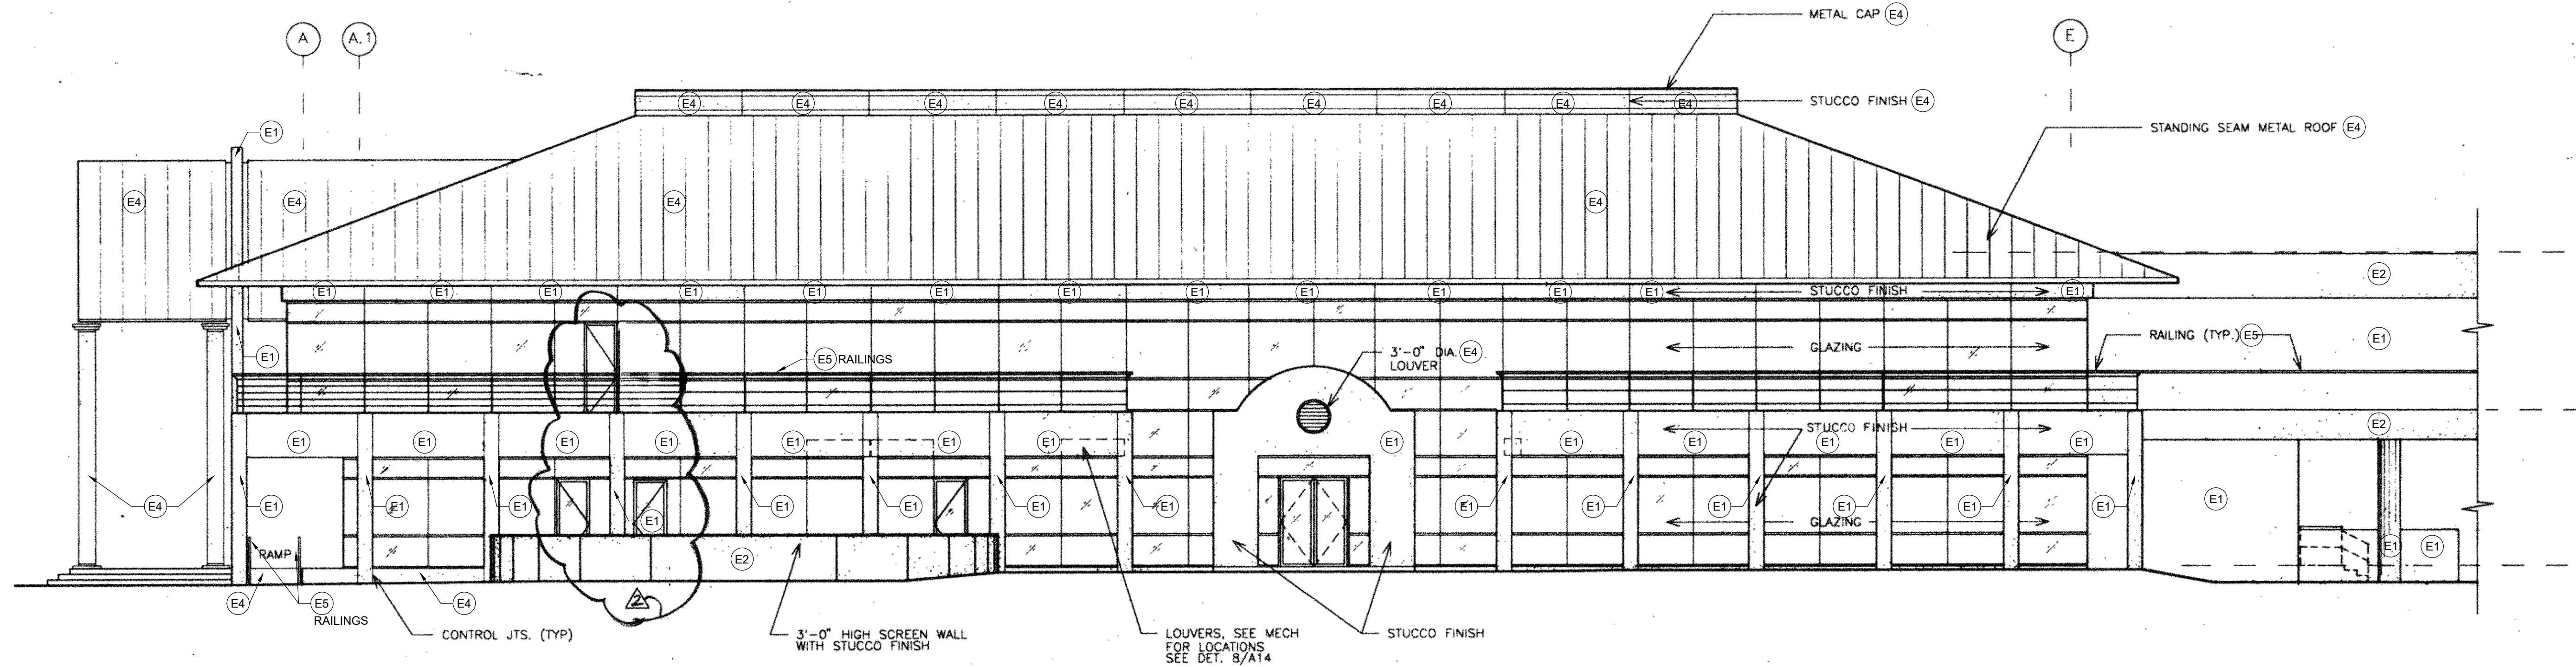 METAL CAP E4
A
A.1
E
E4 E4 E4 E4 E4 E4 E4 E4 E4
STUCCO FINISH E4
E1
STANDING SEAM METAL ROOF E4
E4 E4 E4 E4
E2
E1 E1 E1 E1 E1 E1 E1 E1 E1 E1 E1 E1 STUCCO FINISH E1
RAILING (TYP.) E5
E1
E1
E5 RAILINGS
3'-0" DIA. E4
LOUVER
GLAZING
E2
STUCCO FINISH
E1 E1 E1 E1 E1 E1 E1 E1 E1 E1 E1 E1 E1
E4 E1 E1 E1 E1 E1 E1 E1 E1 E1 E1 E1 E1 E1 E1 E1
GLAZING
RAMP
E2
E1 E1
E4
E5
RAILINGS
E4
2
CONTROL JTS. (TYP)
3'-0" HIGH SCREEN WALL
WITH STUCCO FINISH
LOUVERS, SEE MECH
FOR LOCATIONS
SEE DET. 8/A14
STUCCO FINISH